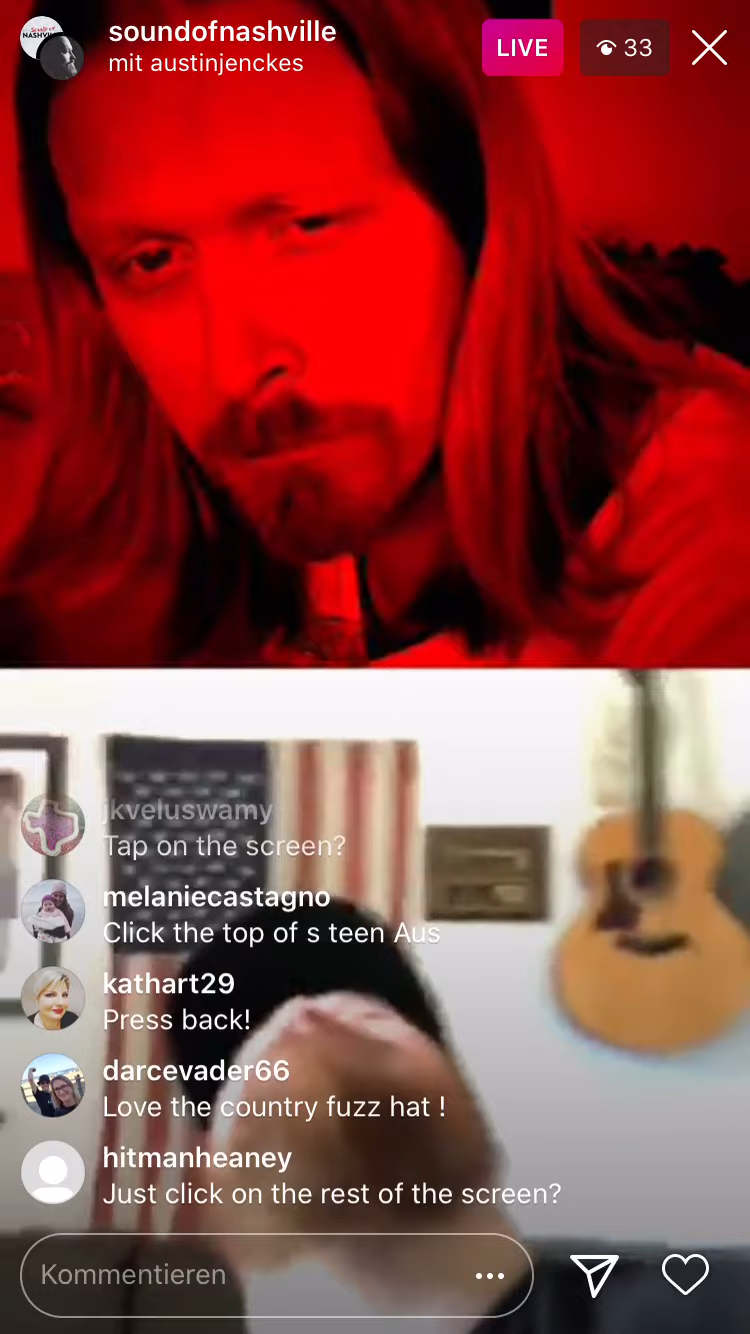 soundofnashville
mit austinjenckes
LIVE
33
jkveluswamy
Tap on the screen?
melaniecastagno
Click the top of s teen Aus
kathart29
Press back!
darcevader66
Love the country fuzz hat !
hitmanheaney
Just click on the rest of the screen?
Kommentieren